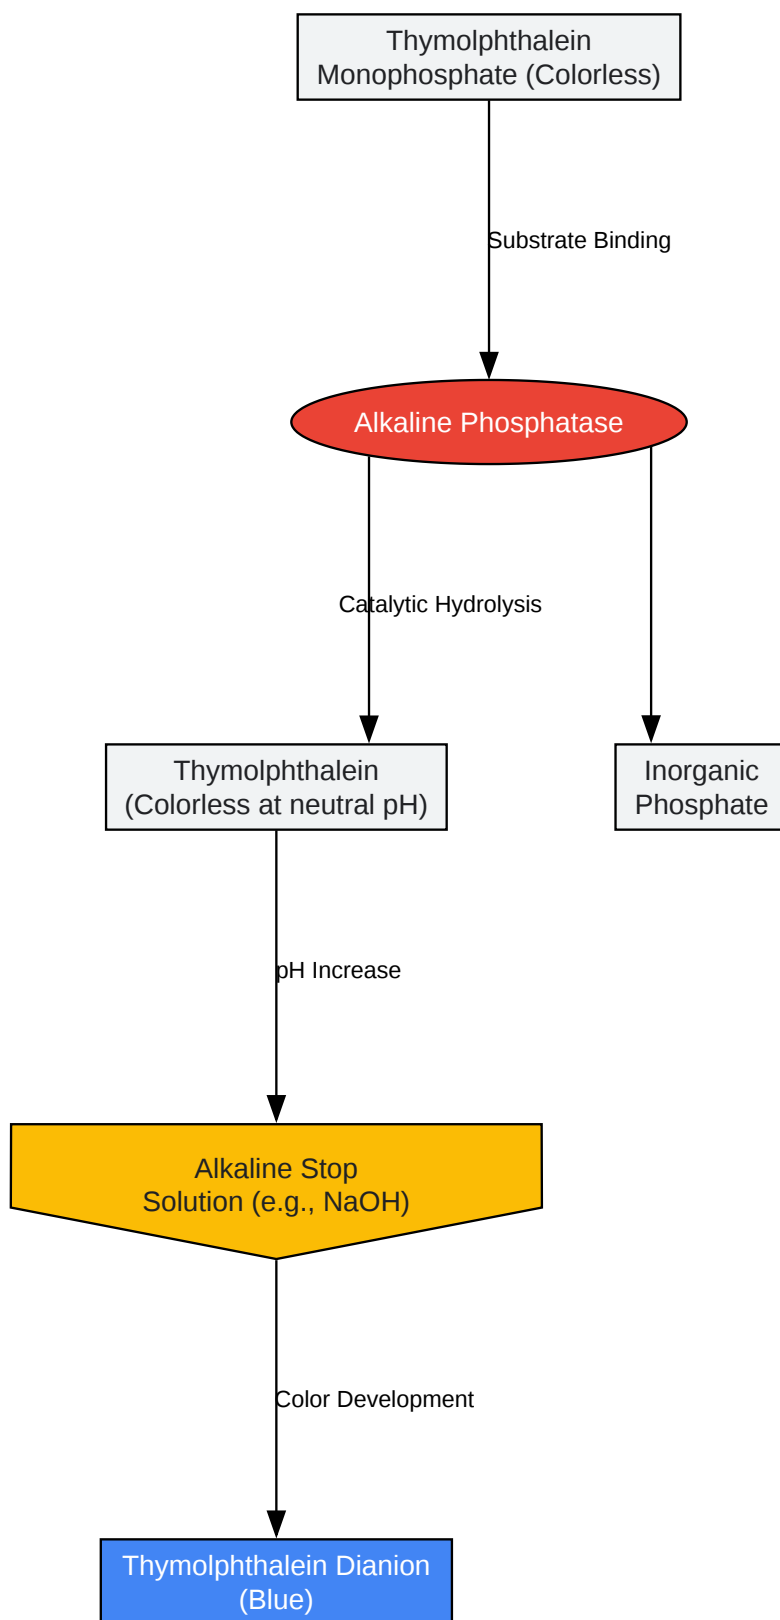 Thymolphthalein
Monophosphate (Colorless)
Substrate Binding
Alkaline Phosphatase
Catalytic Hydrolysis
Thymolphthalein
(Colorless at neutral pH)
Inorganic
Phosphate
pH Increase
Alkaline Stop
Solution (e.g., NaOH)
Color Development
Thymolphthalein Dianion
(Blue)